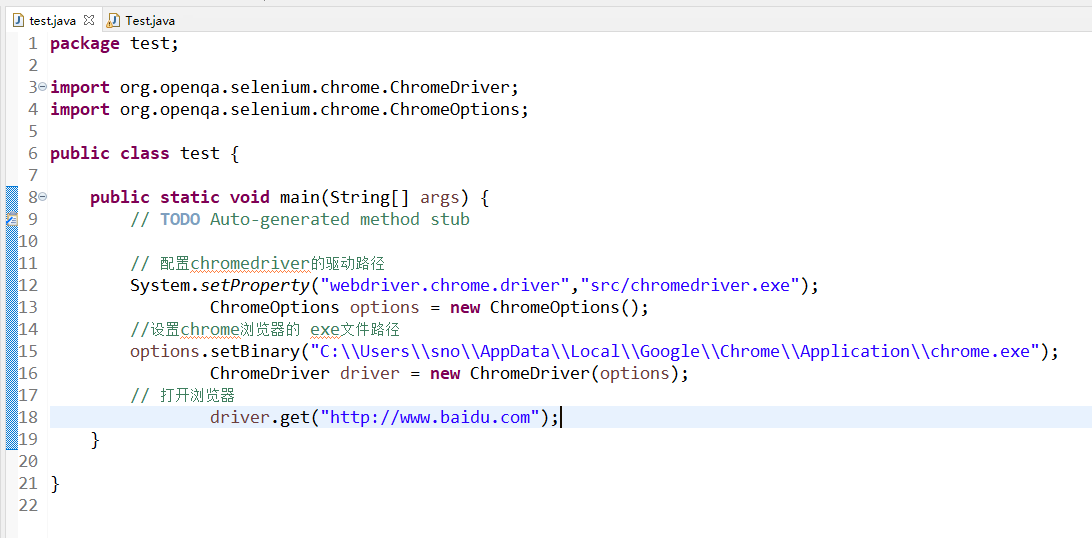 test.java Test.java
1 package test;
2
3 import org.openqa.selenium.chrome.ChromeDriver;
4 import org.openqa.selenium.chrome.ChromeOptions;
5
6 public class test {
7
8 public static void main(String[] args) {
9 // TODO Auto-generated method stub
10
11 // 配置chromedriver的驱动路径
12 System.setProperty("webdriver.chrome.driver","src/chromedriver.exe");
13 ChromeOptions options = new ChromeOptions();
14 //设置chrome浏览器的 exe文件路径
15 options.setBinary("C:\\Users\\sno\\AppData\\Local\\Google\\Chrome\\Application\\chrome.exe");
16 ChromeDriver driver = new ChromeDriver(options);
17 // 打开浏览器
18 driver.get("http://www.baidu.com");
19 }
20
21 }
22